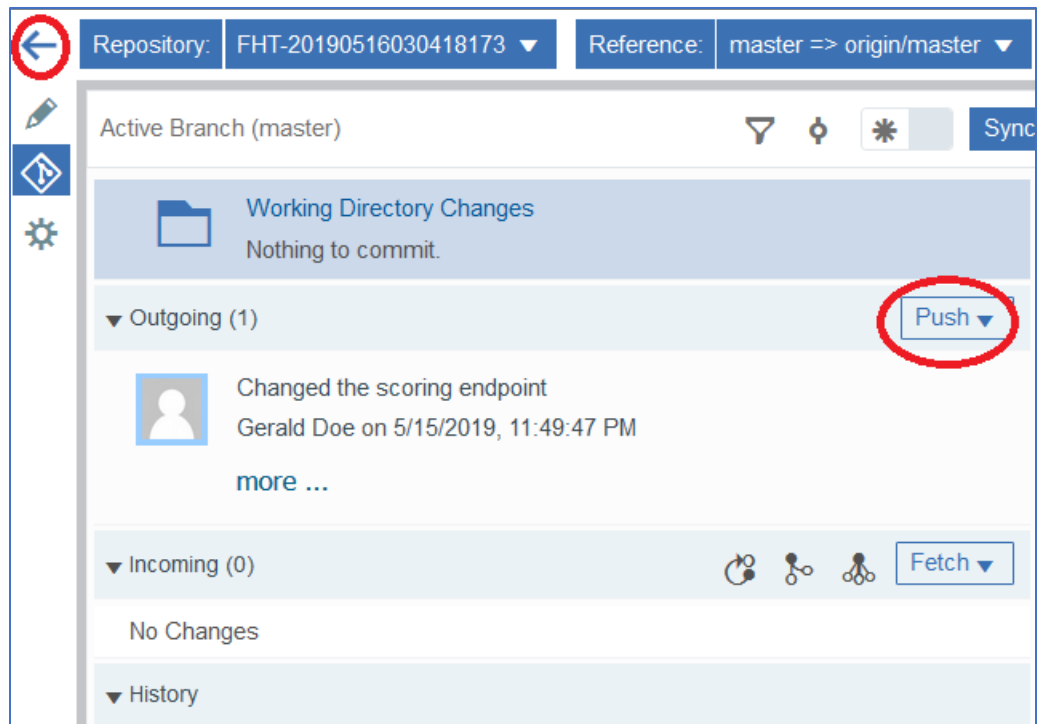 Repository: FHT-20190516030418173 Reference: master => origin/master
Active Branch (master) Sync
Working Directory Changes
Nothing to commit.
Outgoing (1) Push
Changed the scoring endpoint
Gerald Doe on 5/15/2019, 11:49:47 PM
more ...
Incoming (0) Fetch
No Changes
History